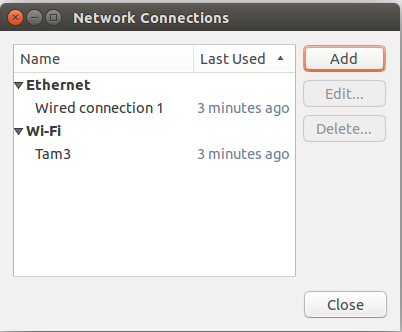 Network Connections
Name Last Used Add
Ethernet
Wired connection 1 3 minutes ago Edit...
Wi-Fi Delete...
Tam3 3 minutes ago
Close